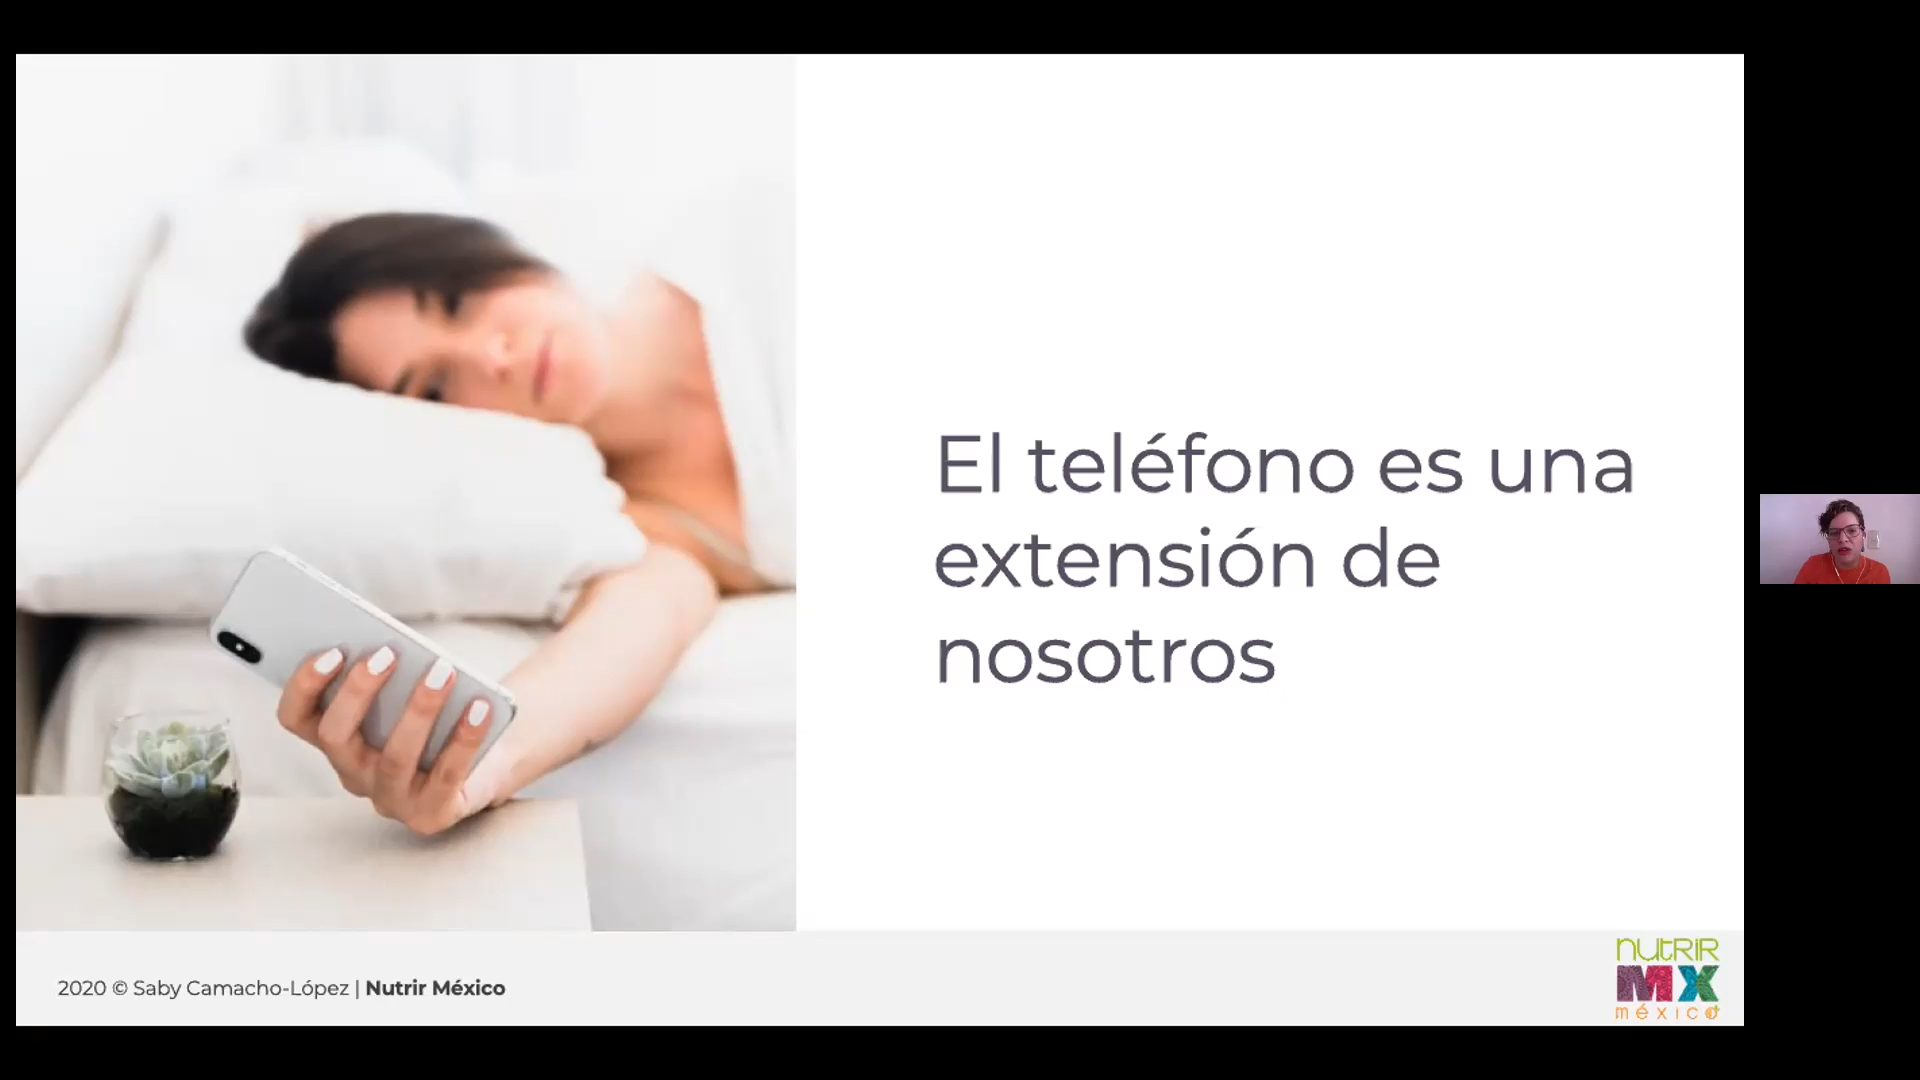 El teléfono es una
extensión de
nosotros
2020 © Saby Camacho-López | Nutrir México
nutrir
MX
méxico